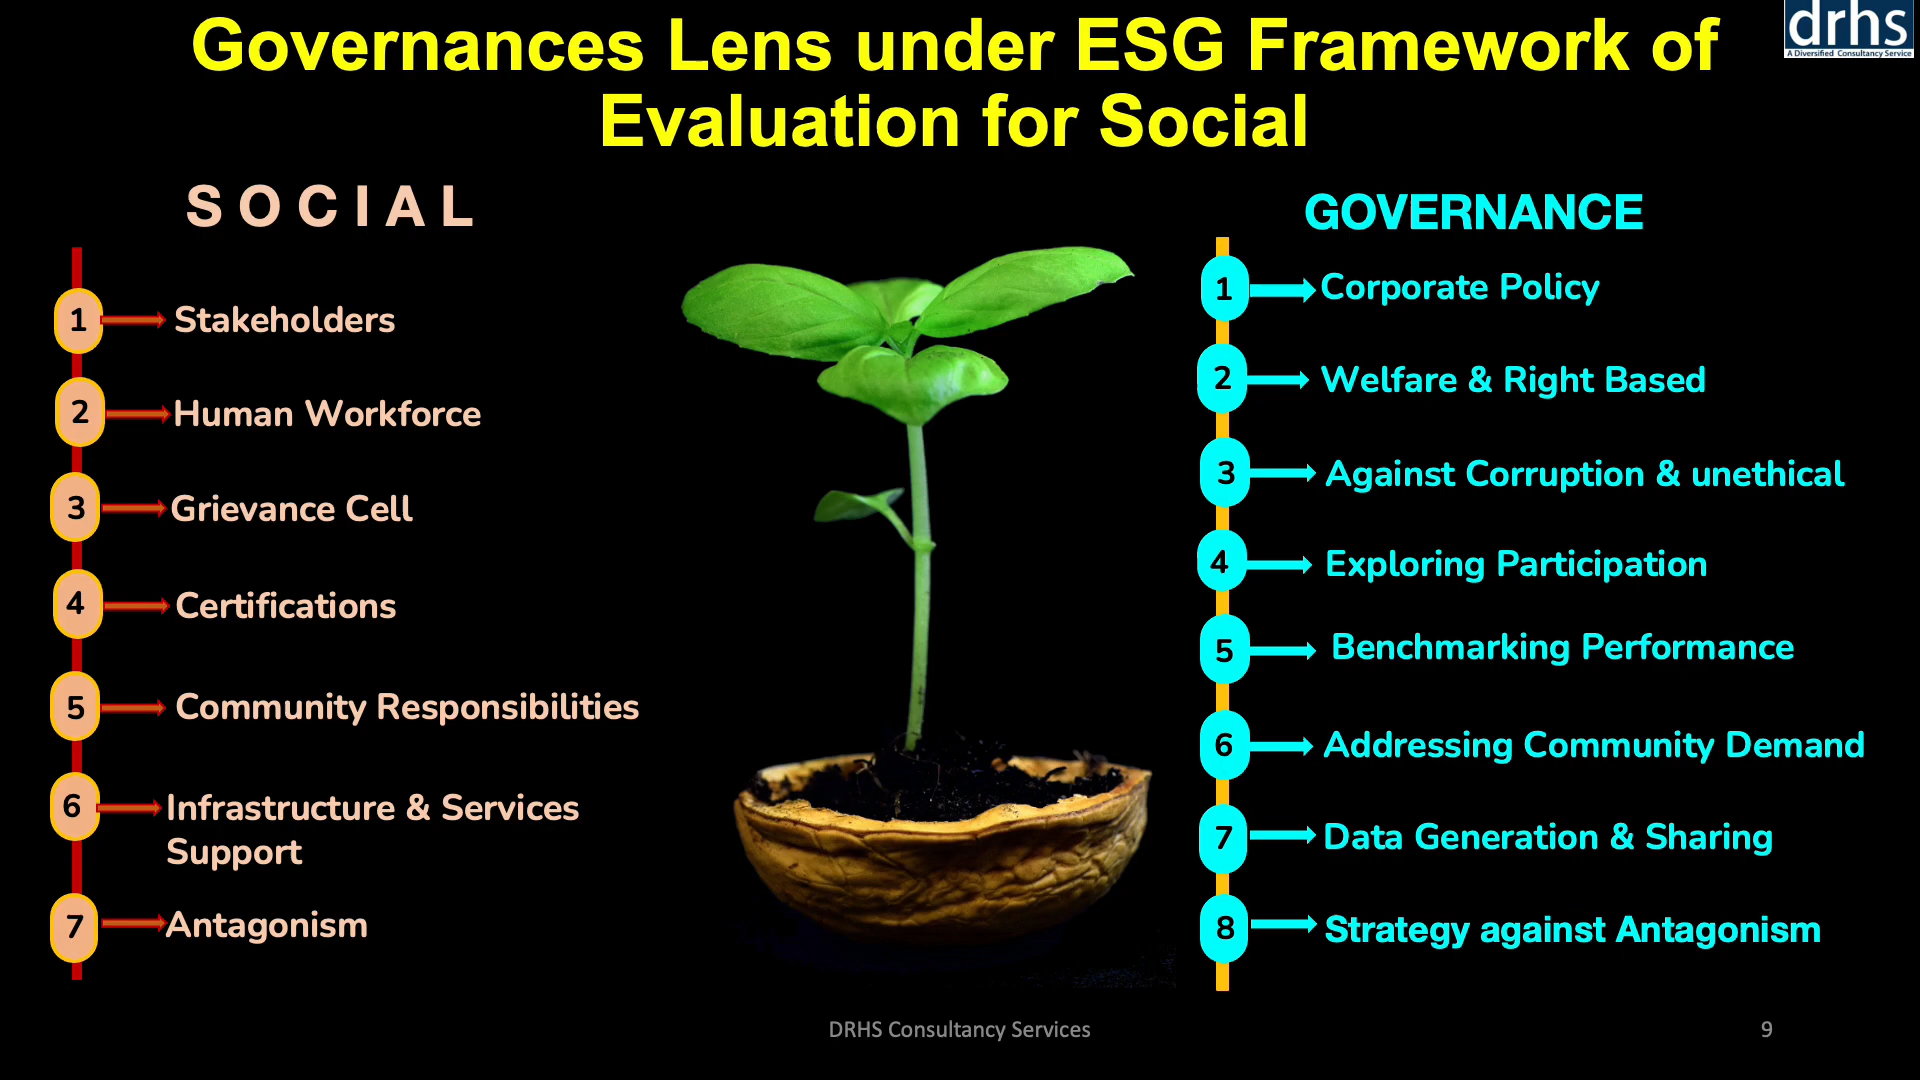 Governances Lens under ESG Framework of
Evaluation for Social
drhs
A Diversified Consultancy Service
SOCIAL
1 Stakeholders
2 Human Workforce
3 Grievance Cell
4 Certifications
5 Community Responsibilities
6 Infrastructure & Services
Support
7 Antagonism
GOVERNANCE
1 Corporate Policy
2 Welfare & Right Based
3 Against Corruption & unethical
4 Exploring Participation
5 Benchmarking Performance
6 Addressing Community Demand
7 Data Generation & Sharing
8 Strategy against Antagonism
DRHS Consultancy Services
9